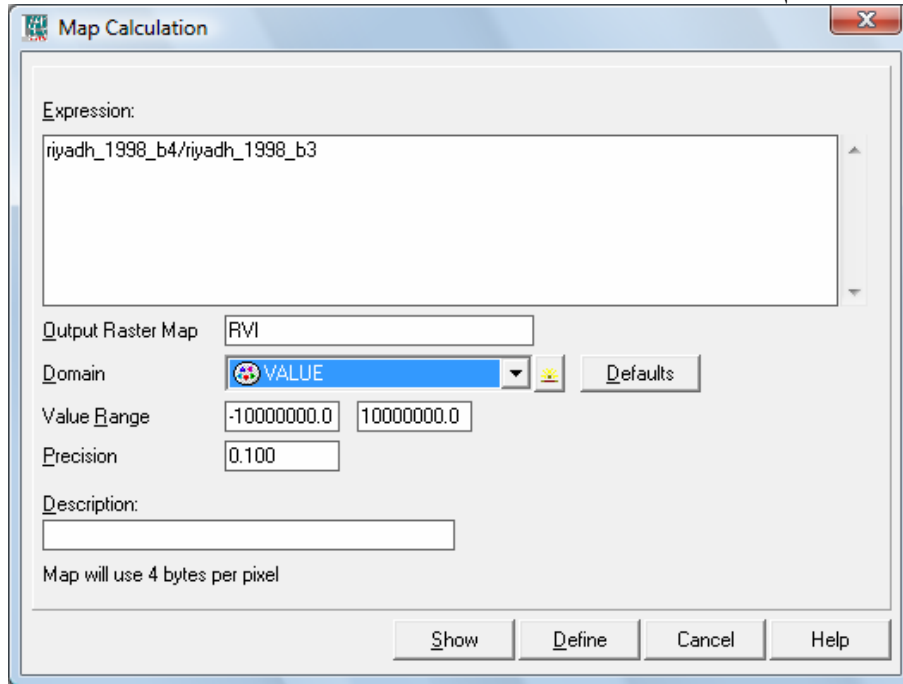 Map Calculation
Expression:
riyadh_1998_b4/riyadh_1998_b3
Output Raster Map RVI
Domain VALUE Defaults
Value Range -10000000.0 10000000.0
Precision 0.100
Description:
Map will use 4 bytes per pixel
Show Define Cancel Help